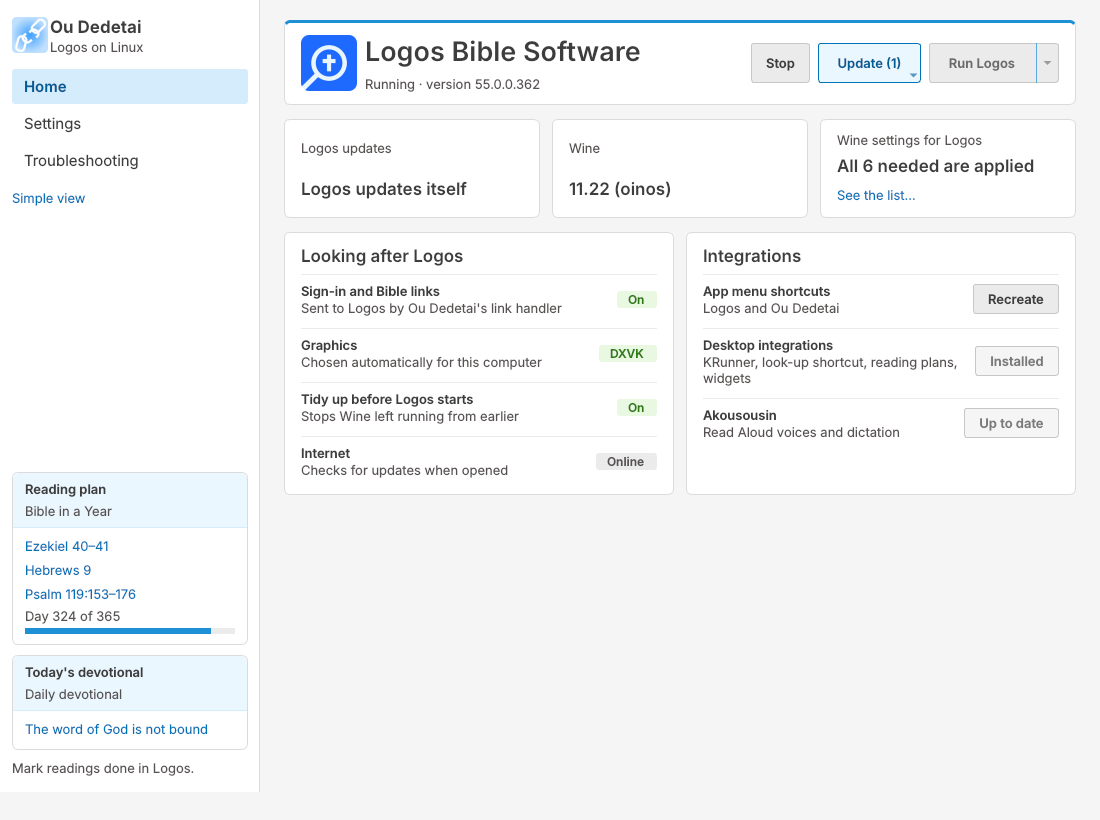 Ou Dedetai
Logos on Linux
Home
Settings
Troubleshooting
Simple view
Reading plan
Bible in a Year
Ezekiel 40–41
Hebrews 9
Psalm 119:153–176
Day 324 of 365
Today's devotional
Daily devotional
The word of God is not bound
Mark readings done in Logos.
Logos Bible Software
Running · version 55.0.0.362
Stop
Update (1)
Run Logos
Logos updates
Logos updates itself
Wine
11.22 (oinos)
Wine settings for Logos
All 6 needed are applied
See the list...
Looking after Logos
Sign-in and Bible links
Sent to Logos by Ou Dedetai's link handler
On
Graphics
Chosen automatically for this computer
DXVK
Tidy up before Logos starts
Stops Wine left running from earlier
On
Internet
Checks for updates when opened
Online
Integrations
App menu shortcuts
Logos and Ou Dedetai
Recreate
Desktop integrations
KRunner, look-up shortcut, reading plans,
widgets
Installed
Akousousin
Read Aloud voices and dictation
Up to date